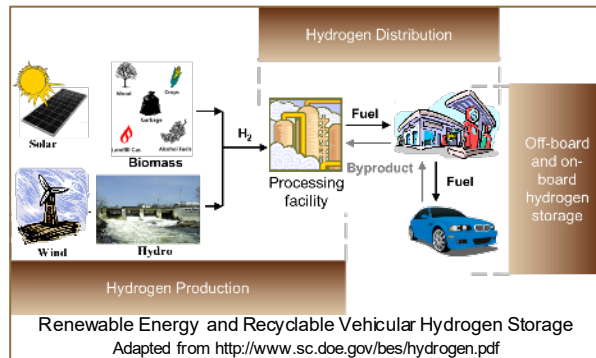 Hydrogen Distribution
Solar
Wood
Crops
Garbage
Landfill Gas
Alcohol Fuels
Biomass
H2
Processing
facility
Fuel
Byproduct
Fuel
Off-board
and on-
board
hydrogen
storage
Wind
Hydro
Hydrogen Production
Renewable Energy and Recyclable Vehicular Hydrogen Storage
Adapted from http://www.sc.doe.gov/bes/hydrogen.pdf